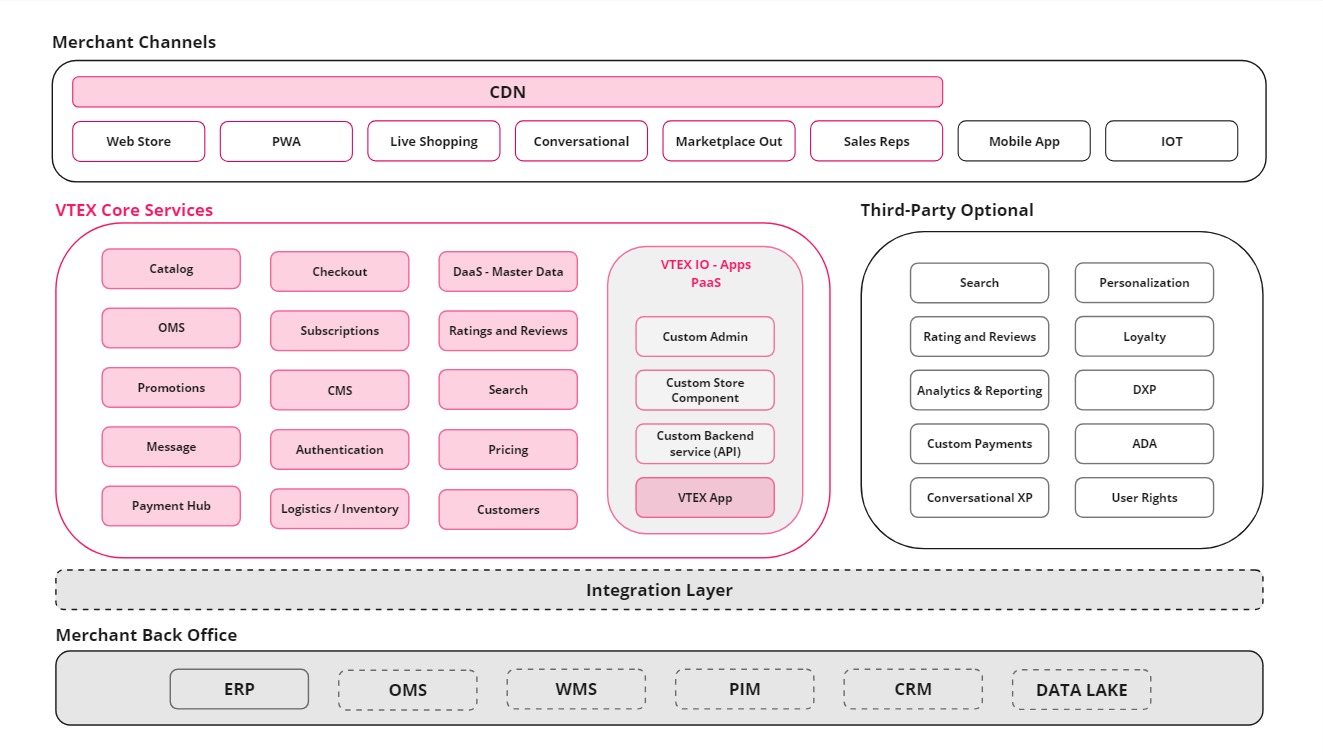 Merchant Channels
CDN
Web Store
PWA
Live Shopping
Conversational
Marketplace Out
Sales Reps
Mobile App
IOT
VTEX Core Services
Catalog
OMS
Promotions
Message
Payment Hub
Checkout
Subscriptions
CMS
Authentication
Logistics / Inventory
DaaS - Master Data
Ratings and Reviews
Search
Pricing
Customers
VTEX IO - Apps
PaaS
Custom Admin
Custom Store
Component
Custom Backend
service (API)
VTEX App
Third-Party Optional
Search
Rating and Reviews
Analytics & Reporting
Custom Payments
Conversational XP
Personalization
Loyalty
DXP
ADA
User Rights
Integration Layer
Merchant Back Office
ERP
OMS
WMS
PIM
CRM
DATA LAKE